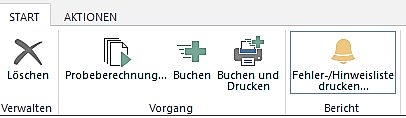 START AKTIONEN
Löschen
Probeberechnung...
Buchen
Buchen und
Drucken
Fehler-/Hinweisliste
drucken...
Verwalten
Vorgang
Bericht